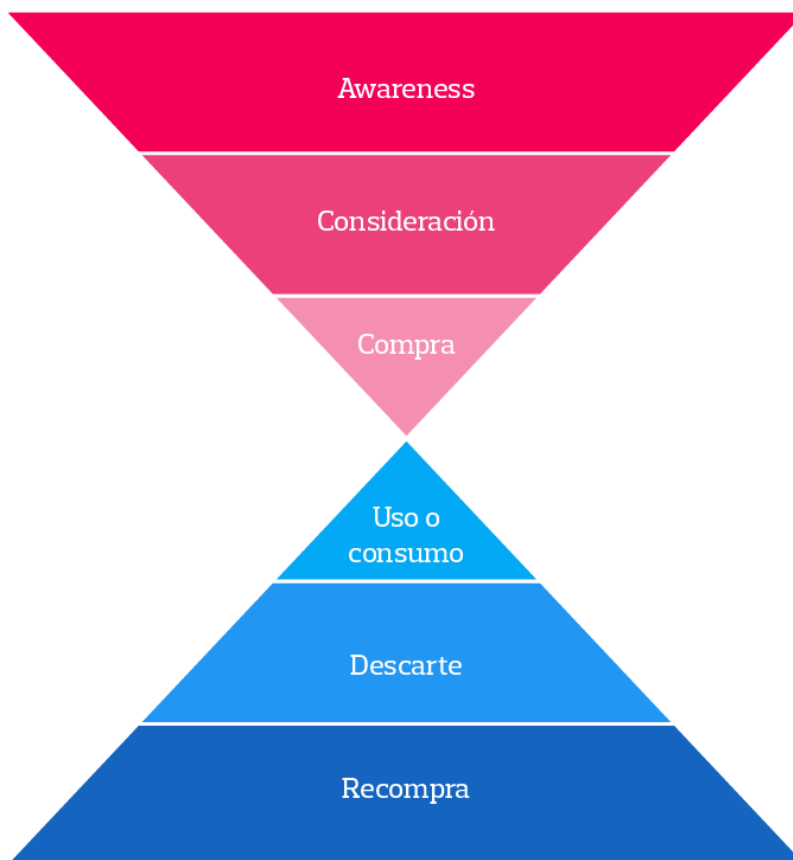 Awareness
Consideración
Compra
Uso o
consumo
Descarte
Recompra